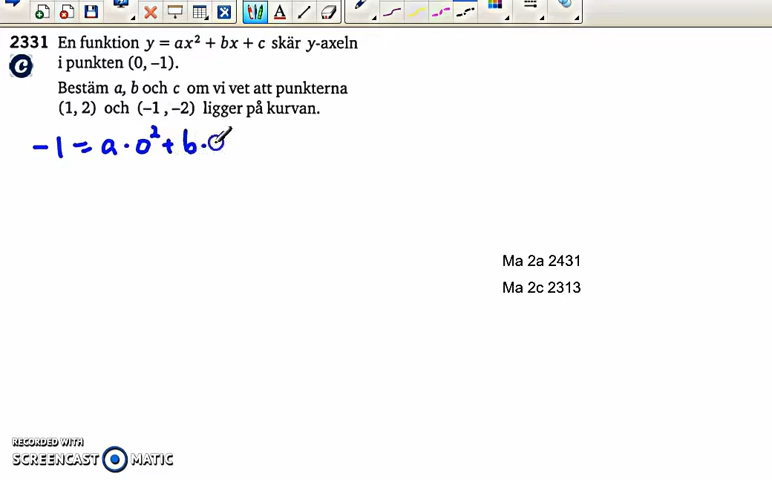 2331 En funktion y = ax² + bx + c skär y-axeln
C i punkten (0, −1).
Bestäm a, b och c om vi vet att punkterna
(1, 2) och (−1, −2) ligger på kurvan.
-1 = a · 0² + b · 0
Ma 2a 2431
Ma 2c 2313
RECORDED WITH
SCREENCAST MATIC